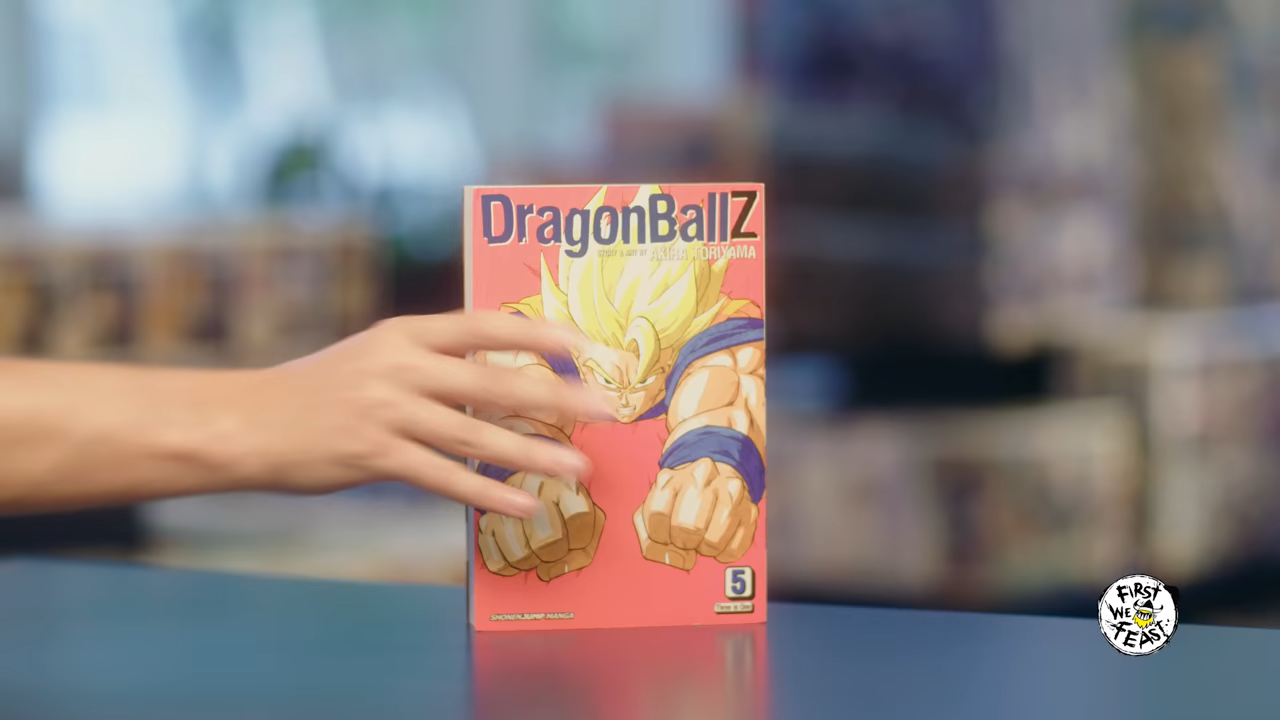 DragonBallZ
STORY & ART BY AKIRA TORIYAMA
5
Three in One
SHONEN JUMP MANGA
FIRST
WE
FEAST